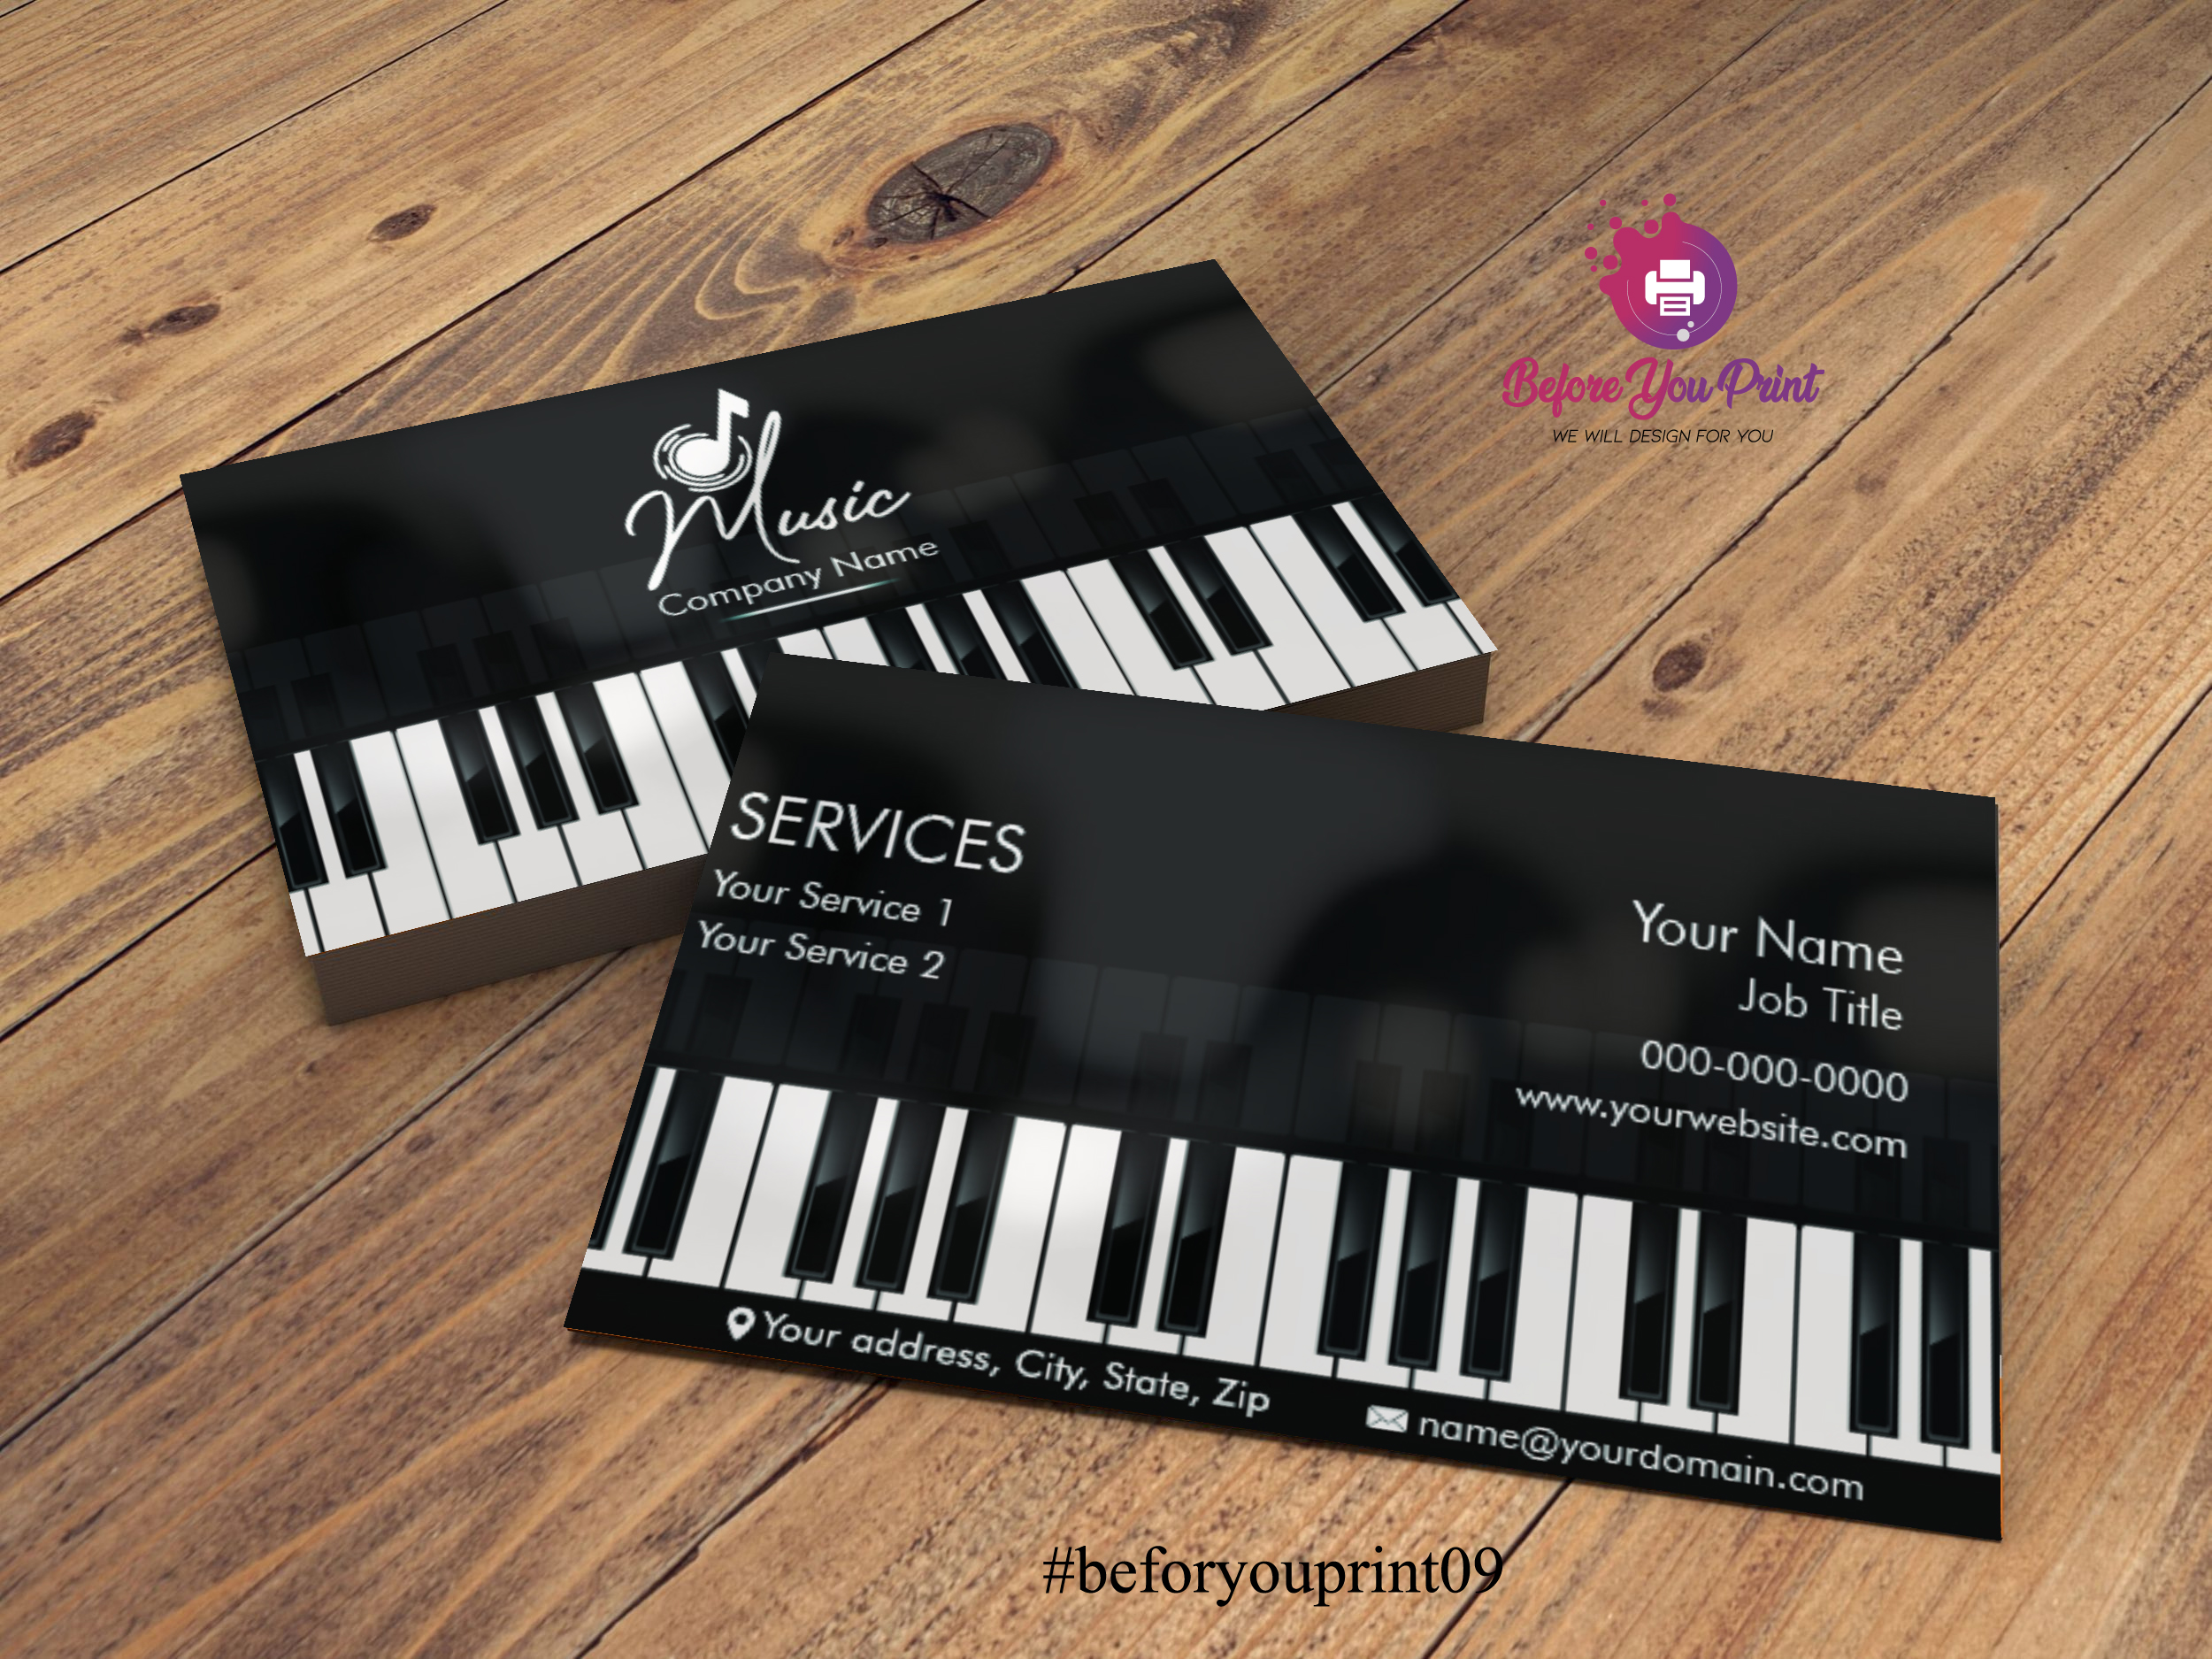 Before You Print
WE WILL DESIGN FOR YOU
Music
Company Name
SERVICES
Your Service 1
Your Service 2
Your Name
Job Title
000-000-0000
www.yourwebsite.com
Your address, City, State, Zip
name@yourdomain.com
#beforyouprint09